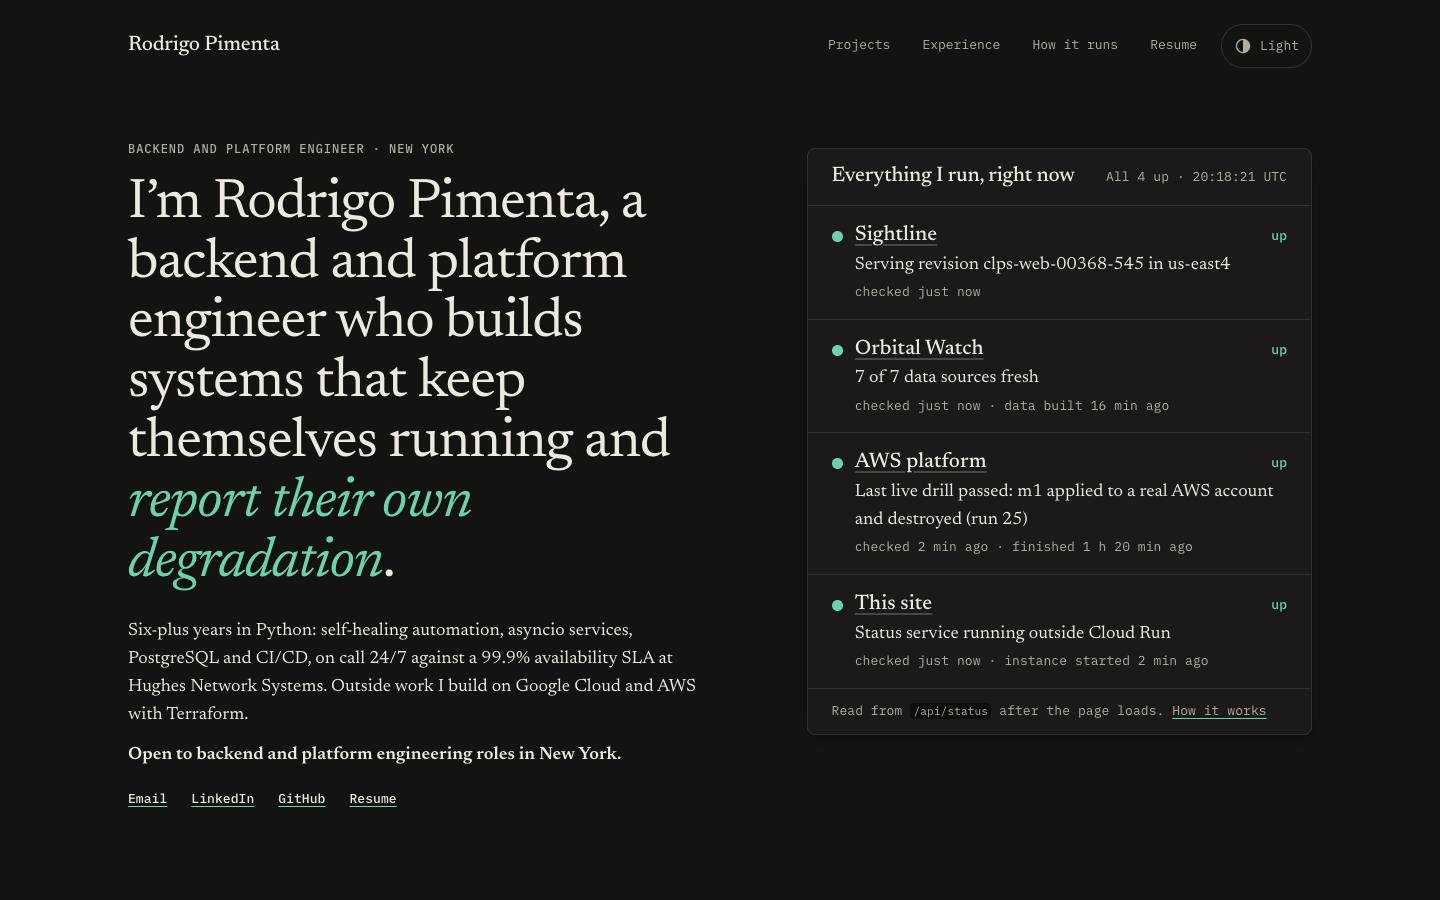 Rodrigo Pimenta
Projects
Experience
How it runs
Resume
Light
BACKEND AND PLATFORM ENGINEER · NEW YORK
I’m Rodrigo Pimenta, a
backend and platform
engineer who builds
systems that keep
themselves running and
report their own
degradation.
Six-plus years in Python: self-healing automation, asyncio services,
PostgreSQL and CI/CD, on call 24/7 against a 99.9% availability SLA at
Hughes Network Systems. Outside work I build on Google Cloud and AWS
with Terraform.
Open to backend and platform engineering roles in New York.
Email
LinkedIn
GitHub
Resume
Everything I run, right now
All 4 up · 20:18:21 UTC
Sightline
up
Serving revision clps-web-00368-545 in us-east4
checked just now
Orbital Watch
up
7 of 7 data sources fresh
checked just now · data built 16 min ago
AWS platform
up
Last live drill passed: m1 applied to a real AWS account
and destroyed (run 25)
checked 2 min ago · finished 1 h 20 min ago
This site
up
Status service running outside Cloud Run
checked just now · instance started 2 min ago
Read from /api/status after the page loads. How it works